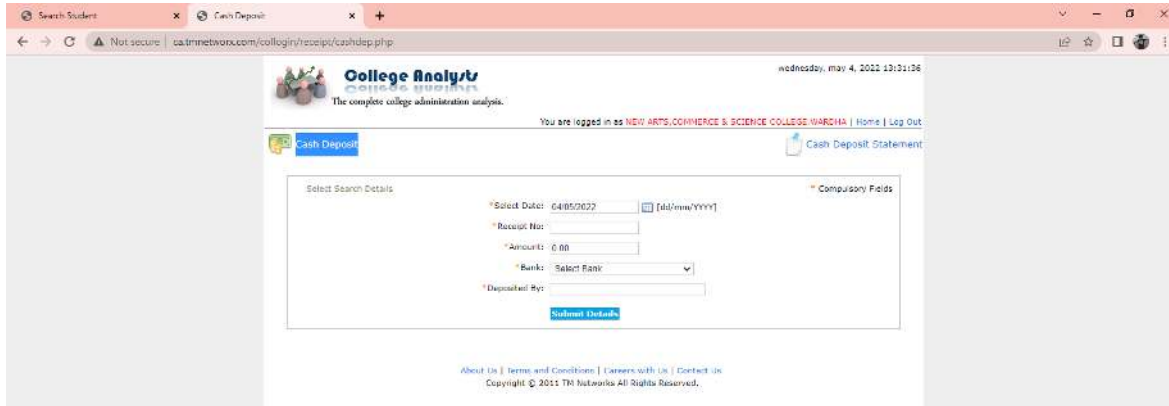 Search Student
Cash Deposit
Not secure | ca.tmnetworx.com/collogin/receipt/cashdep.php
College Analysts
The complete college administration analysis.
wednesday, may 4, 2022 13:31:36
You are logged in as NEW ARTS,COMMERCE & SCIENCE COLLEGE,WARDHA | Home | Log Out
Cash Deposit
Cash Deposit Statement
Select Search Details
* Compulsory Fields
*Select Date: 04/05/2022 [dd/mm/YYYY]
*Receipt No:
*Amount: 0.00
*Bank: Select Bank
*Deposited By:
Submit Details
About Us | Terms and Conditions | Careers with Us | Contact Us
Copyright © 2011 TM Networks All Rights Reserved.